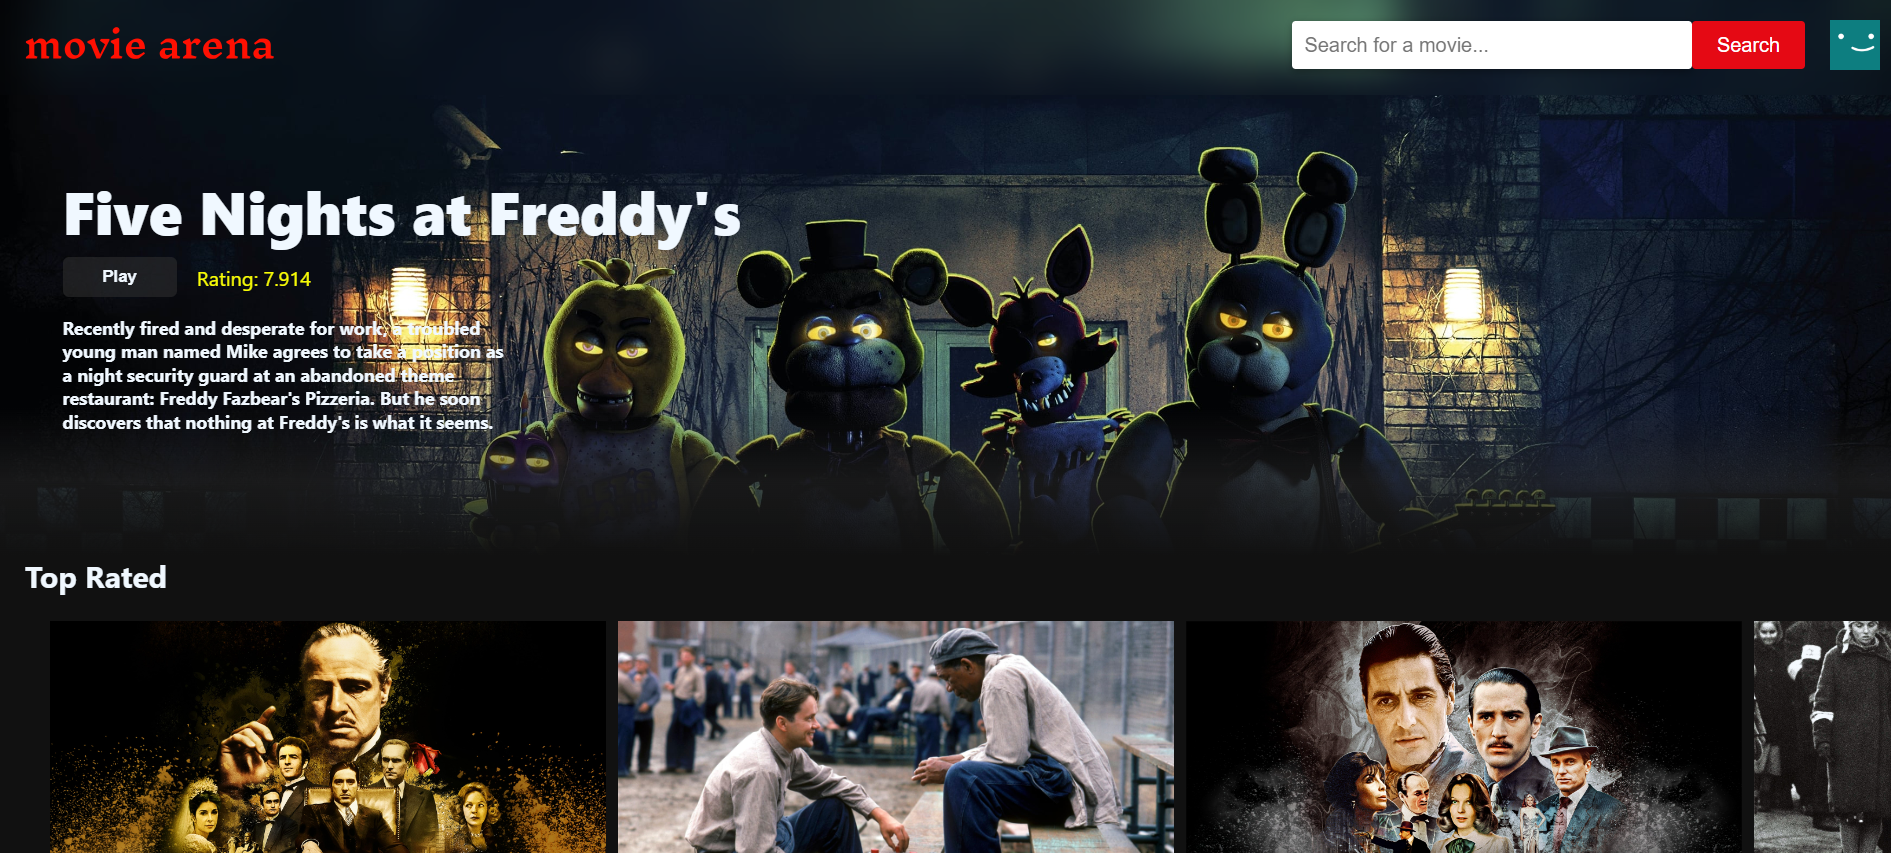 movie arena
Search for a movie...
Search
Five Nights at Freddy's
Play
Rating: 7.914
Recently fired and desperate for work, a troubled
young man named Mike agrees to take a position as
a night security guard at an abandoned theme
restaurant: Freddy Fazbear's Pizzeria. But he soon
discovers that nothing at Freddy's is what it seems.
Top Rated